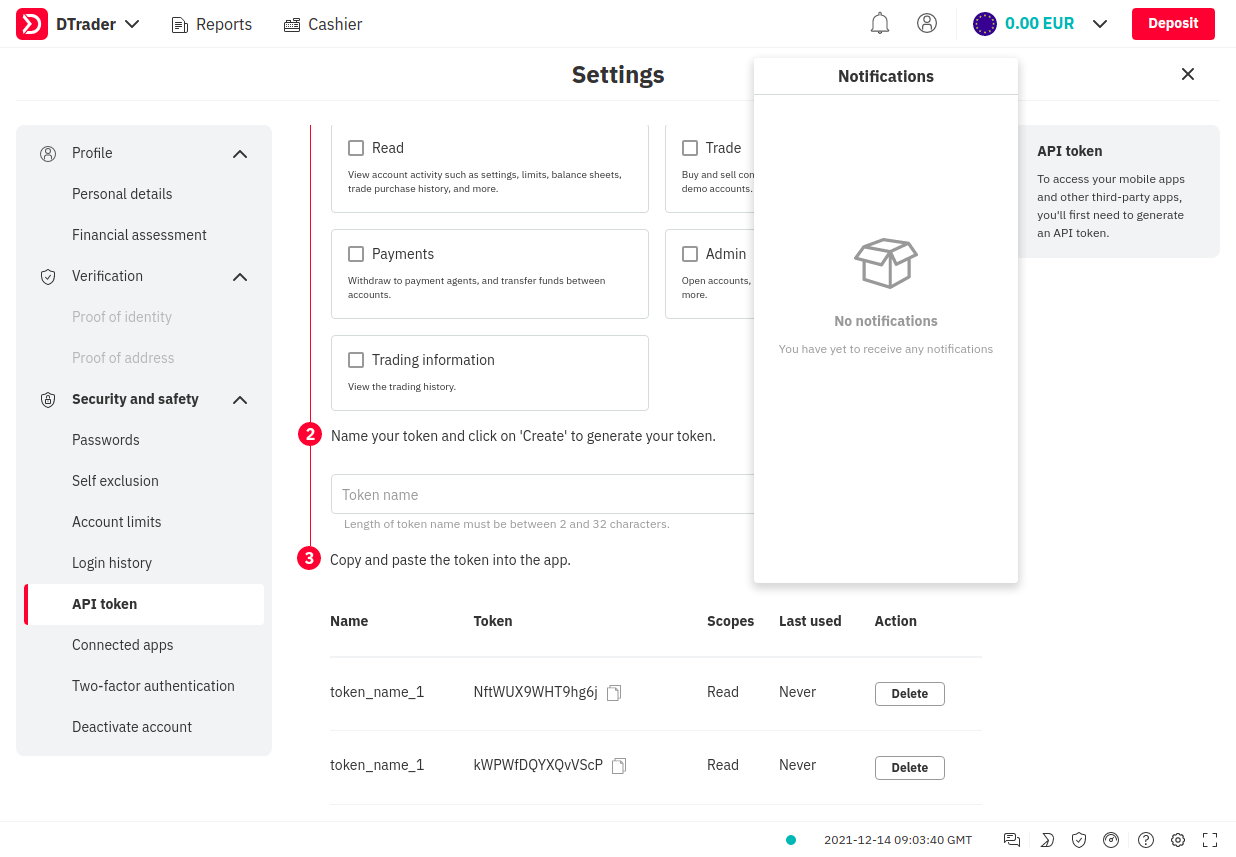 DTrader
Reports
Cashier
0.00 EUR
Deposit
Settings
Notifications
No notifications
You have yet to receive any notifications
Profile
Personal details
Financial assessment
Verification
Proof of identity
Proof of address
Security and safety
Passwords
Self exclusion
Account limits
Login history
API token
Connected apps
Two-factor authentication
Deactivate account
Read
View account activity such as settings, limits, balance sheets,
trade purchase history, and more.
Trade
Buy and sell
demo accounts.
Payments
Withdraw to payment agents, and transfer funds between
accounts.
Admin
Open accounts,
more.
Trading information
View the trading history.
2 Name your token and click on 'Create' to generate your token.
Token name
Length of token name must be between 2 and 32 characters.
3 Copy and paste the token into the app.
Name Token Scopes Last used Action
token_name_1 NftWUX9WHT9hg6j Read Never Delete
token_name_1 kWPWfDQYXQvVScP Read Never Delete
API token
To access your mobile apps
and other third-party apps,
you'll first need to generate
an API token.
2021-12-14 09:03:40 GMT